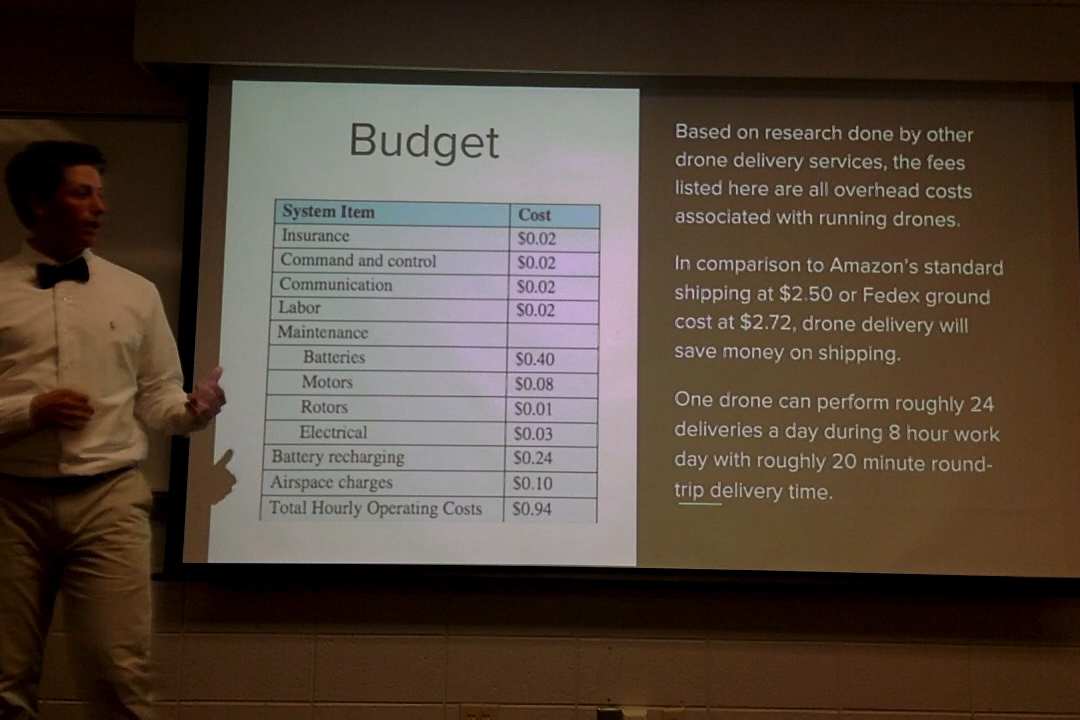 Budget
System Item Cost
Insurance $0.02
Command and control $0.02
Communication $0.02
Labor $0.02
Maintenance
Batteries $0.40
Motors $0.08
Rotors $0.01
Electrical $0.03
Battery recharging $0.24
Airspace charges $0.10
Total Hourly Operating Costs $0.94
Based on research done by other
drone delivery services, the fees
listed here are all overhead costs
associated with running drones.
In comparison to Amazon's standard
shipping at $2.50 or Fedex ground
cost at $2.72, drone delivery will
save money on shipping.
One drone can perform roughly 24
deliveries a day during 8 hour work
day with roughly 20 minute round-
trip delivery time.